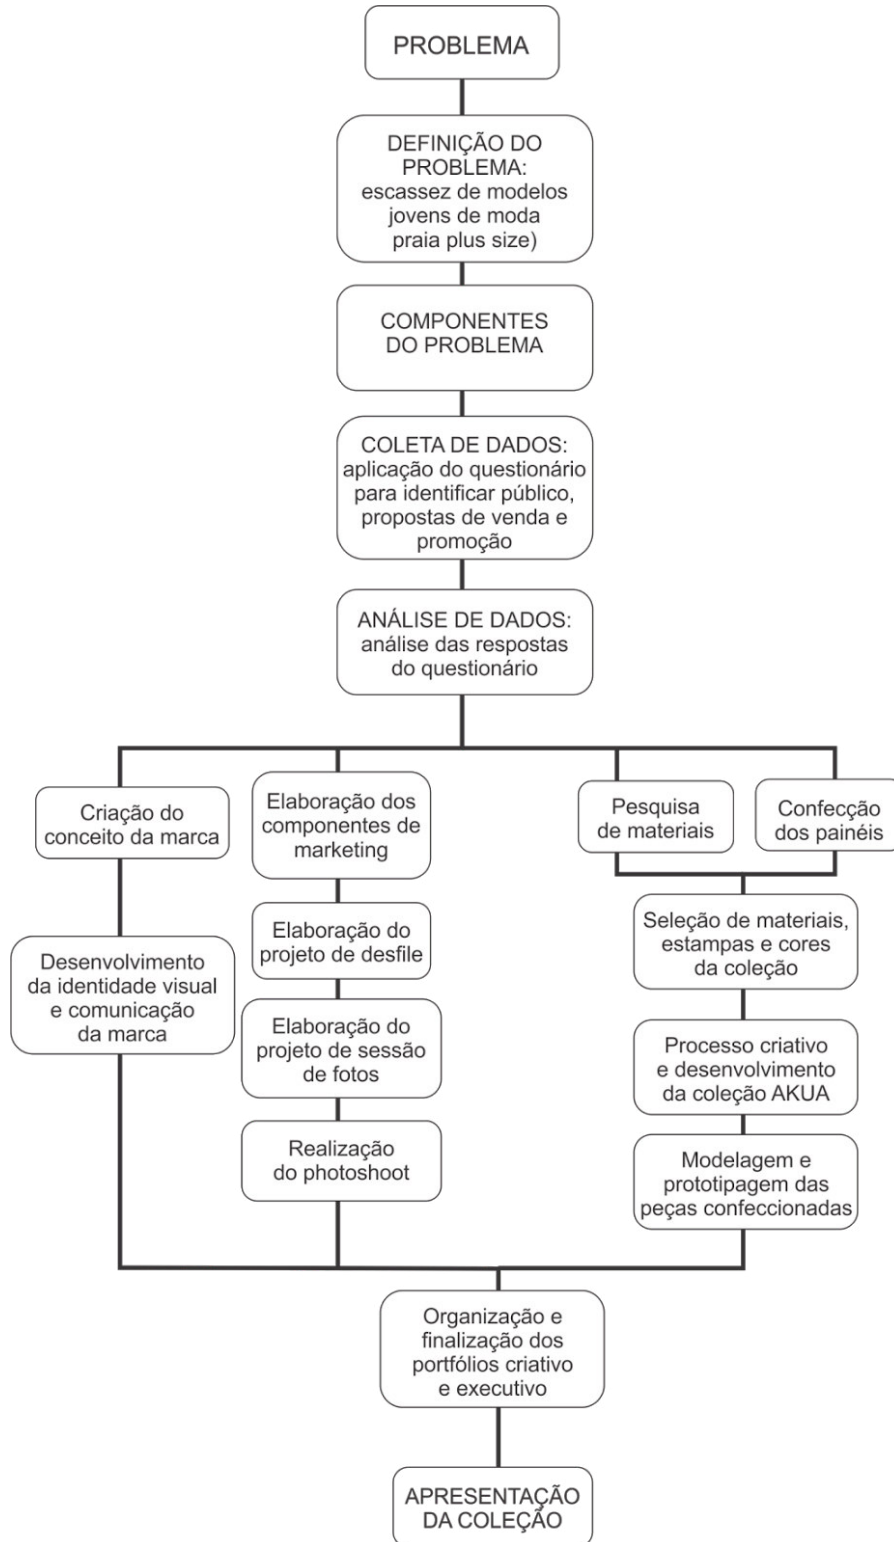 PROBLEMA
DEFINIÇÃO DO
PROBLEMA:
escassez de modelos
jovens de moda
praia plus size)
COMPONENTES
DO PROBLEMA
COLETA DE DADOS:
aplicação do questionário
para identificar público,
propostas de venda e
promoção
ANÁLISE DE DADOS:
análise das respostas
do questionário
Criação do
conceito da marca
Desenvolvimento
da identidade visual
e comunicação
da marca
Elaboração dos
componentes de
marketing
Elaboração do
projeto de desfile
Elaboração do
projeto de sessão
de fotos
Realização
do photoshoot
Pesquisa
de materiais
Confecção
dos painéis
Seleção de materiais,
estampas e cores
da coleção
Processo criativo
e desenvolvimento
da coleção AKUA
Modelagem e
prototipagem das
peças confeccionadas
Organização e
finalização dos
portfólios criativo
e executivo
APRESENTAÇÃO
DA COLEÇÃO